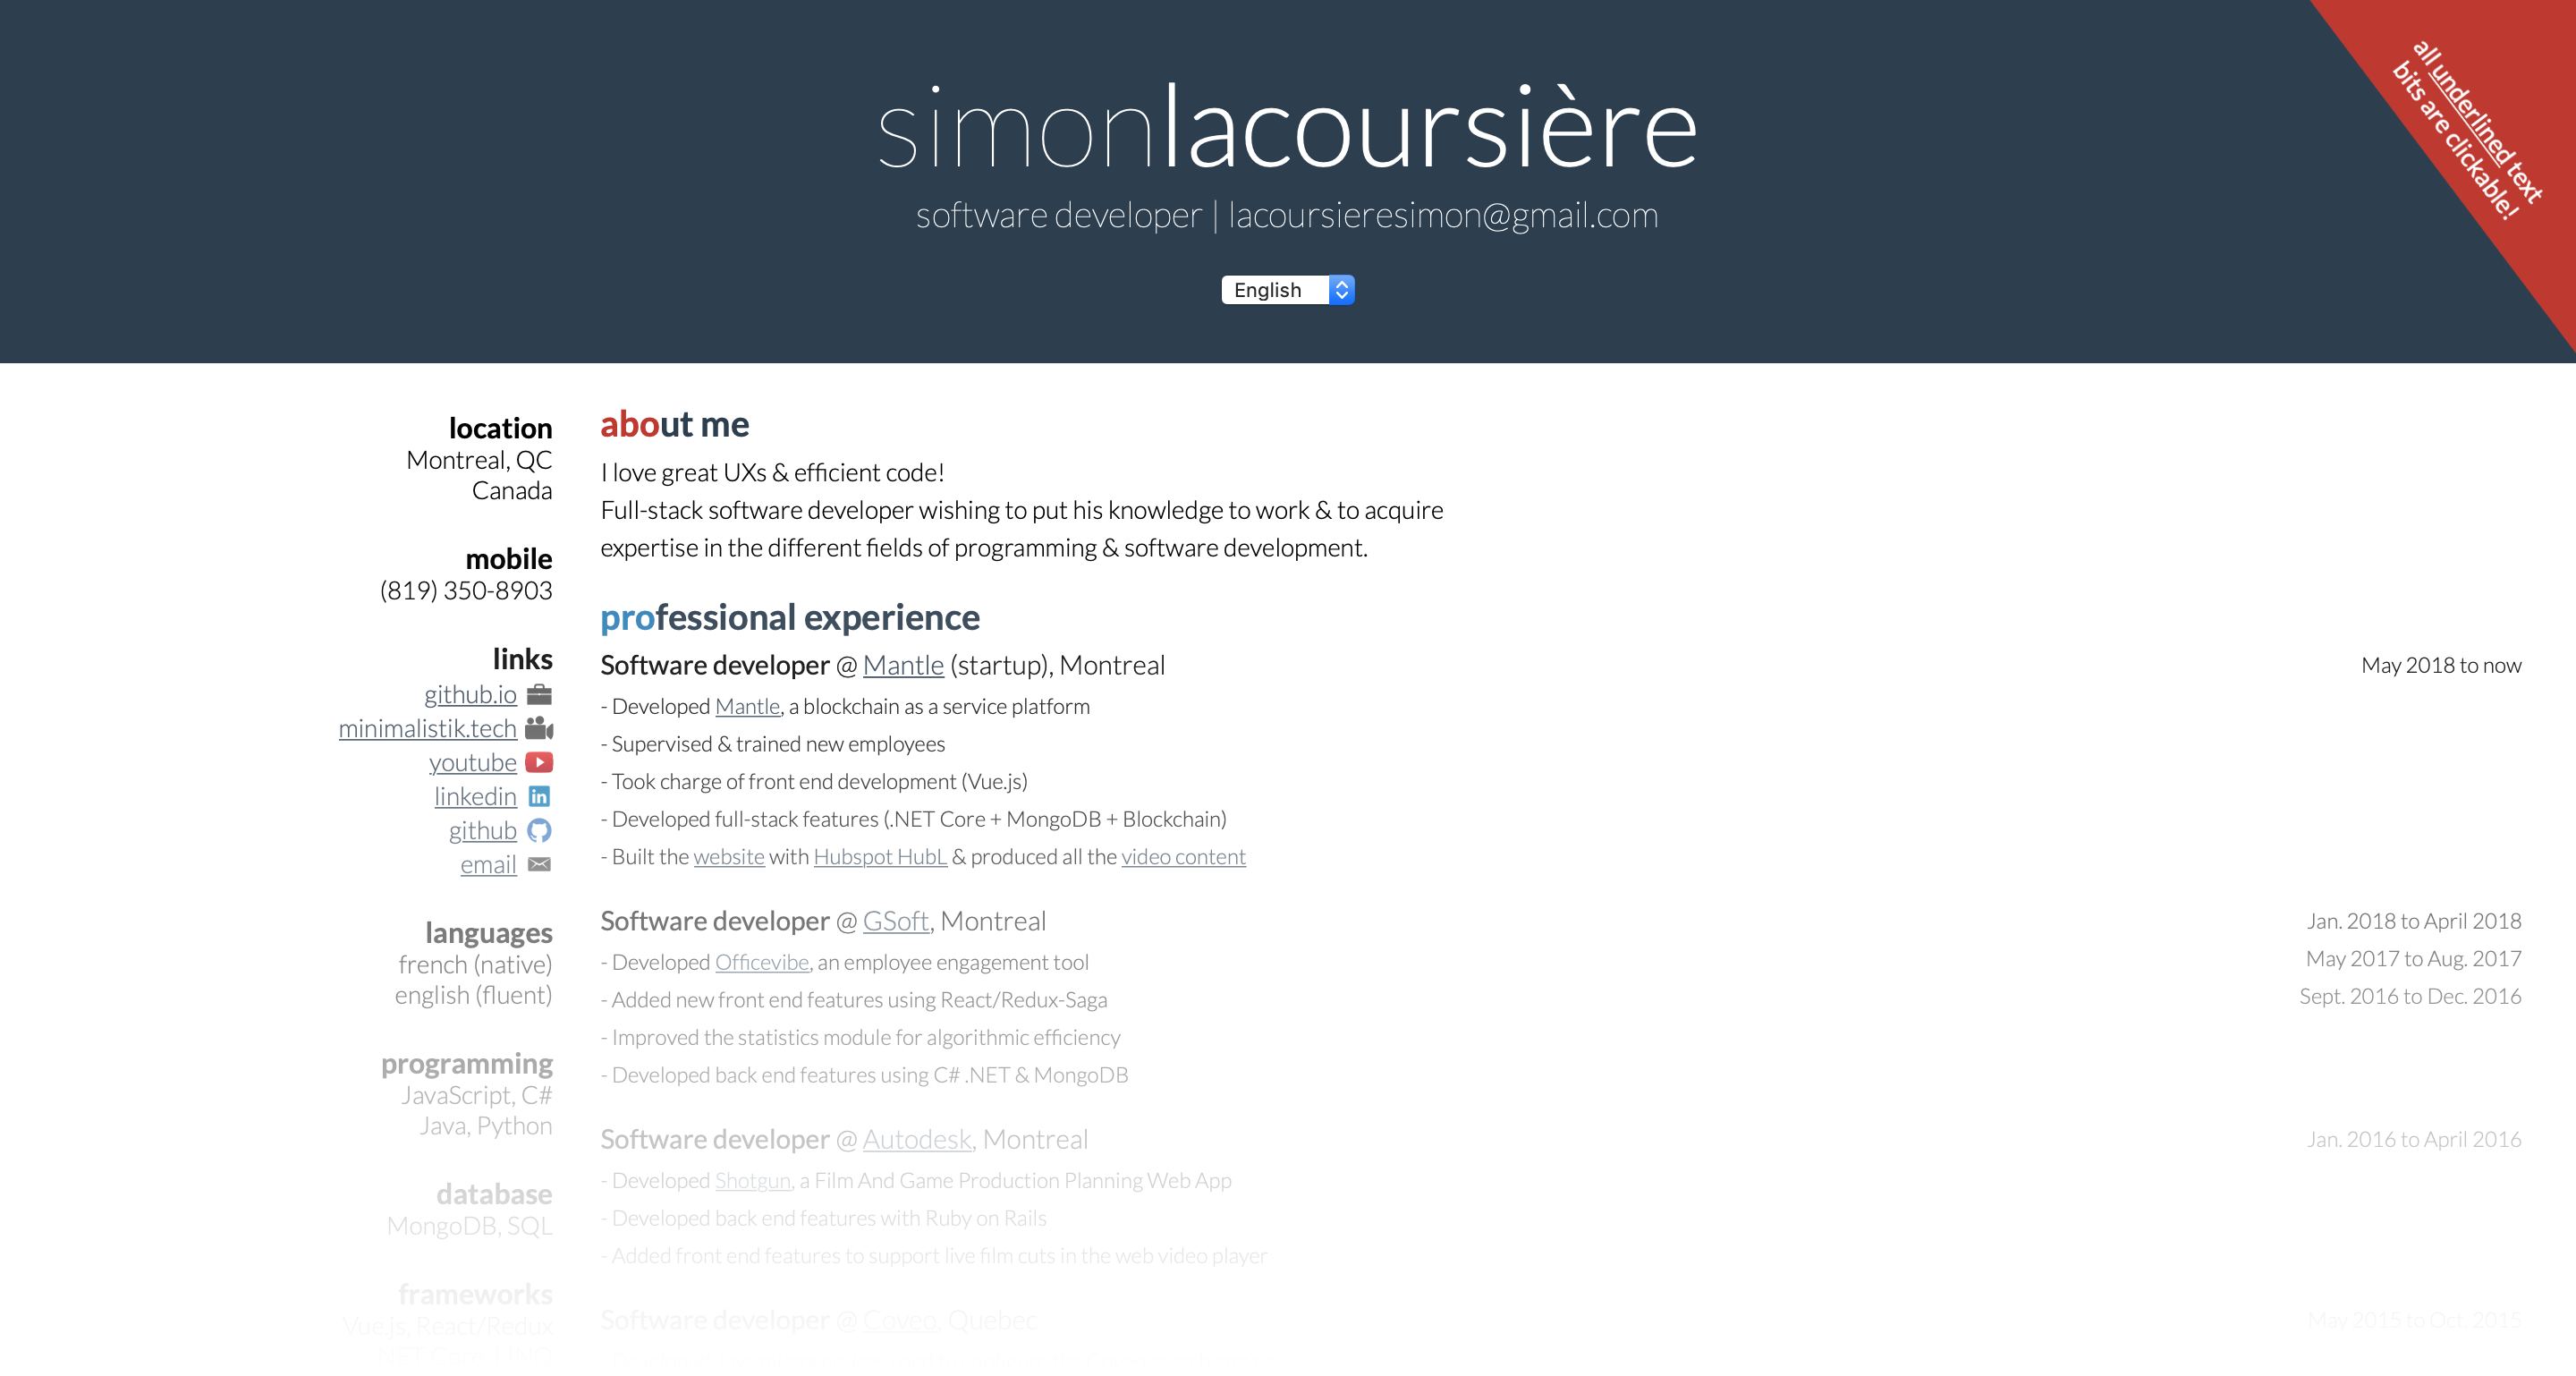 simonlacoursière
software developer | lacoursieresimon@gmail.com
English
all underlined text
bits are clickable!
location
Montreal, QC
Canada
mobile
(819) 350-8903
links
github.io
minimalistik.tech
youtube
linkedin
github
email
languages
french (native)
english (fluent)
programming
JavaScript, C#
Java, Python
database
MongoDB, SQL
frameworks
Vue.js, React/Redux
.NET Core, LINQ
about me
I love great UXs & efficient code!
Full-stack software developer wishing to put his knowledge to work & to acquire
expertise in the different fields of programming & software development.
professional experience
Software developer @ Mantle (startup), Montreal
May 2018 to now
- Developed Mantle, a blockchain as a service platform
- Supervised & trained new employees
- Took charge of front end development (Vue.js)
- Developed full-stack features (.NET Core + MongoDB + Blockchain)
- Built the website with Hubspot HubL & produced all the video content
Software developer @ GSoft, Montreal
Jan. 2018 to April 2018
May 2017 to Aug. 2017
Sept. 2016 to Dec. 2016
- Developed Officevibe, an employee engagement tool
- Added new front end features using React/Redux-Saga
- Improved the statistics module for algorithmic efficiency
- Developed back end features using C# .NET & MongoDB
Software developer @ Autodesk, Montreal
Jan. 2016 to April 2016
- Developed Shotgun, a Film And Game Production Planning Web App
- Developed back end features with Ruby on Rails
- Added front end features to support live film cuts in the web video player
Software developer @ Coveo, Quebec
May 2015 to Oct. 2015